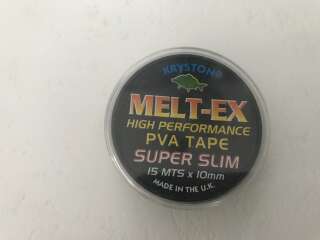 KRYSTON®
MELT-EX
HIGH PERFORMANCE
PVA TAPE
SUPER SLIM
15 MTS x 10mm
MADE IN THE U.K.